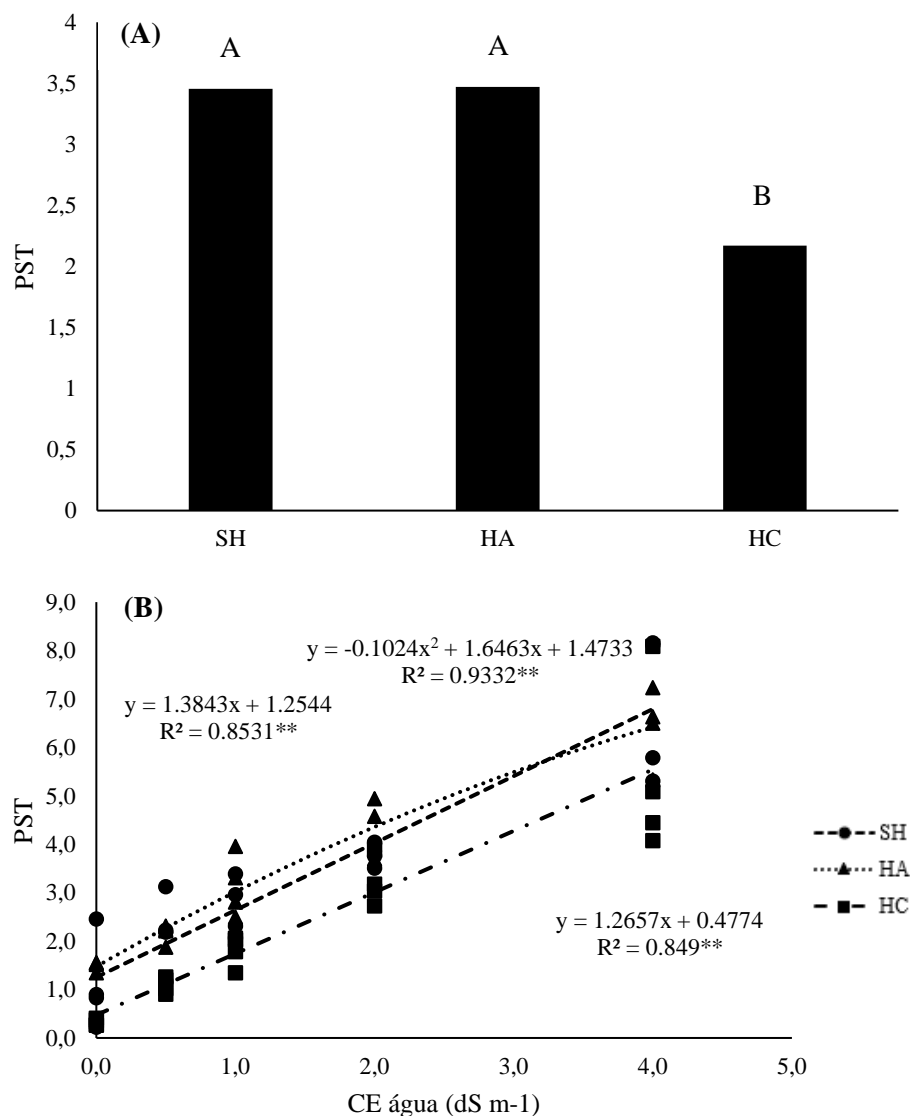 (A)
4
3,5
3
2,5
2
1,5
1
0,5
0
PST
A
A
B
SH
HA
HC
(B)
9,0
8,0
7,0
6,0
5,0
4,0
3,0
2,0
1,0
0,0
PST
y = -0.1024x² + 1.6463x + 1.4733
R² = 0.9332**
y = 1.3843x + 1.2544
R² = 0.8531**
y = 1.2657x + 0.4774
R² = 0.849**
SH
HA
HC
0,0 1,0 2,0 3,0 4,0 5,0
CE água (dS m-1)